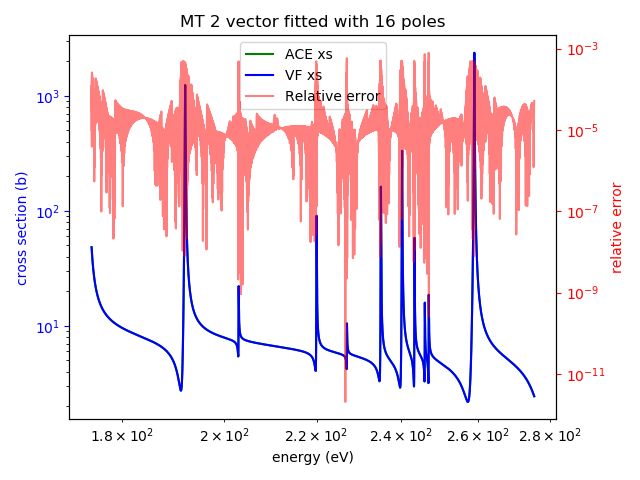 MT 2 vector fitted with 16 poles
ACE xs
VF xs
Relative error
cross section (b)
10³
10²
10¹
relative error
10⁻³
10⁻⁵
10⁻⁷
10⁻⁹
10⁻¹¹
1.8 × 10² 2 × 10² 2.2 × 10² 2.4 × 10² 2.6 × 10² 2.8 × 10²
energy (eV)